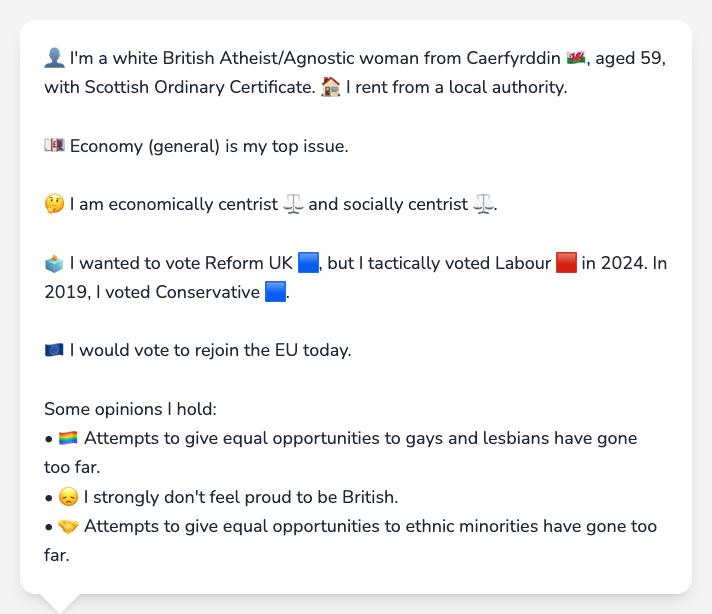 👤 I'm a white British Atheist/Agnostic woman from Caerfyrddin 🏴󠁧󠁢󠁷󠁬󠁳󠁿, aged 59,
with Scottish Ordinary Certificate. 🏠 I rent from a local authority.
💷 Economy (general) is my top issue.
🤔 I am economically centrist ⚖️ and socially centrist ⚖️.
🗳️ I wanted to vote Reform UK 🟦, but I tactically voted Labour 🟥 in 2024. In
2019, I voted Conservative 🟦.
🇪🇺 I would vote to rejoin the EU today.
Some opinions I hold:
• 🏳️‍🌈 Attempts to give equal opportunities to gays and lesbians have gone
too far.
• 😞 I strongly don't feel proud to be British.
• 🤝 Attempts to give equal opportunities to ethnic minorities have gone too
far.